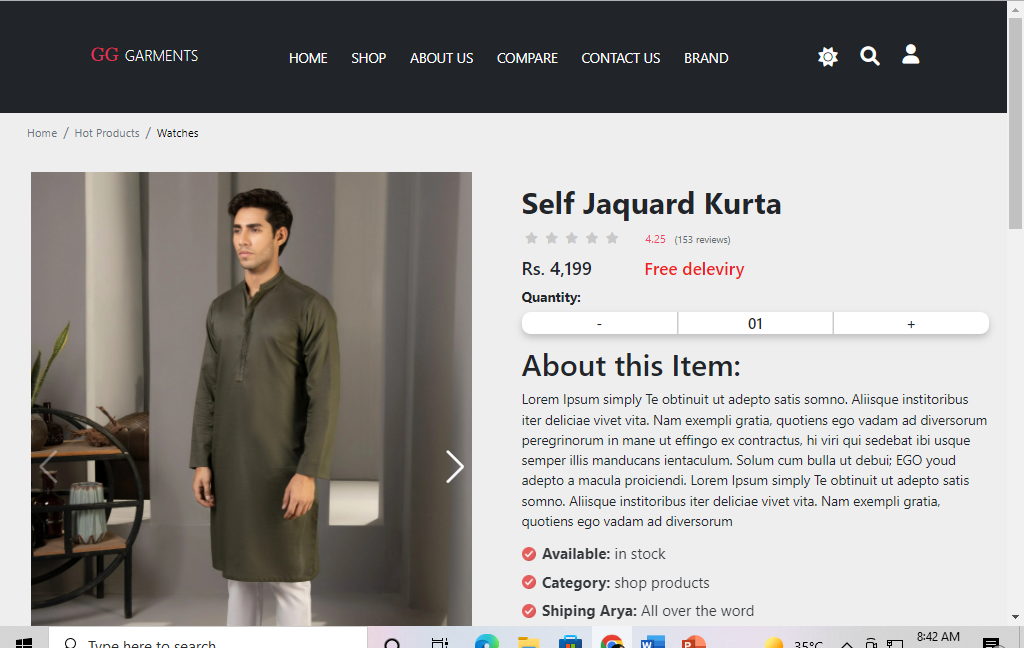 GG GARMENTS HOME SHOP ABOUT US COMPARE CONTACT US BRAND
Home / Hot Products / Watches
Self Jaquard Kurta
4.25 (153 reviews)
Rs. 4,199 Free deleviry
Quantity:
- 01 +
About this Item:
Lorem Ipsum simply Te obtinuit ut adepto satis somno. Aliisque institoribus
iter deliciae vivet vita. Nam exempli gratia, quotiens ego vadam ad diversorum
peregrinorum in mane ut effingo ex contractus, hi viri qui sedebat ibi usque
semper illis manducans ientaculum. Solum cum bulla ut debui; EGO youd
adepto a macula proiciendi. Lorem Ipsum simply Te obtinuit ut adepto satis
somno. Aliisque institoribus iter deliciae vivet vita. Nam exempli gratia,
quotiens ego vadam ad diversorum
Available: in stock
Category: shop products
Shiping Arya: All over the word
Type here to search 35°C 8:42 AM